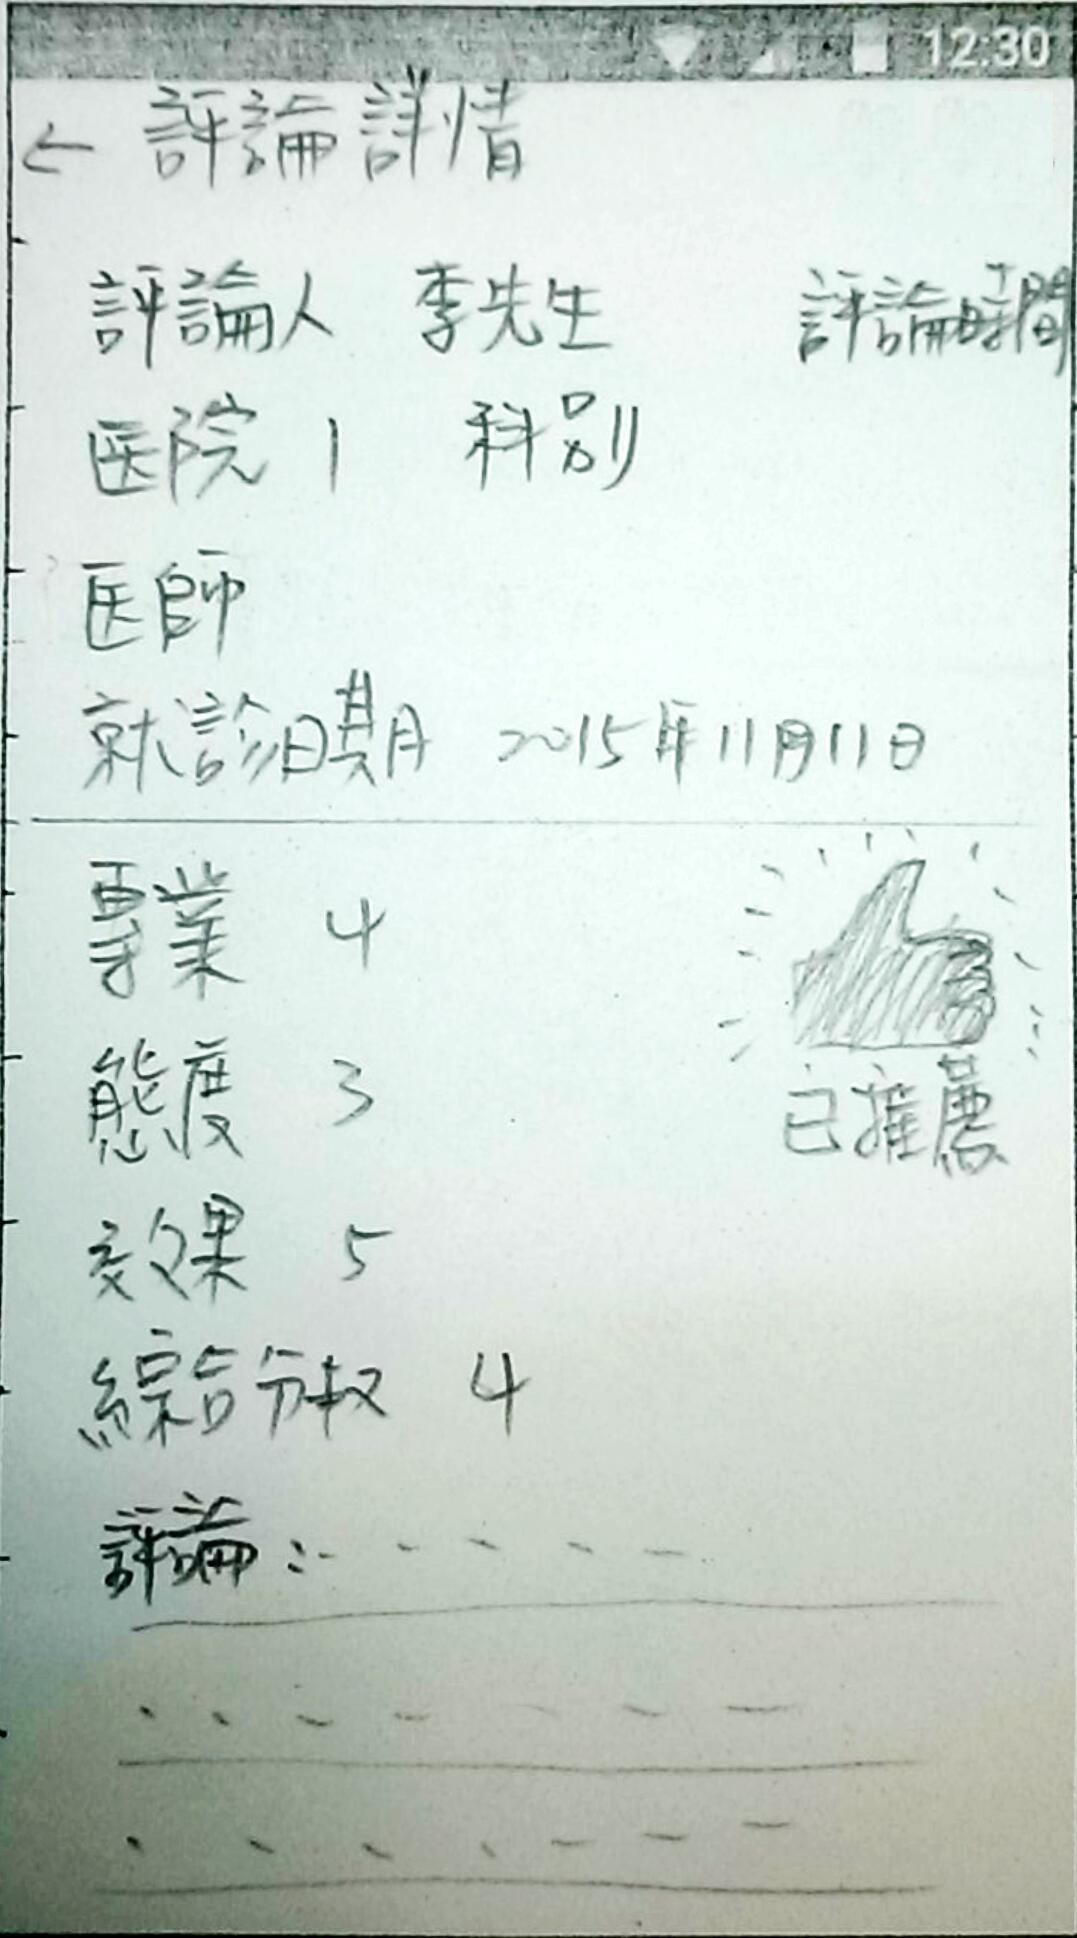 12:30
← 評論詳情
評論人 李先生 評論時間
医院 1 科別
医師
就診日期 2015年11月11日
專業 4
態度 3
已推薦
效果 5
綜合分叔 4
評論：